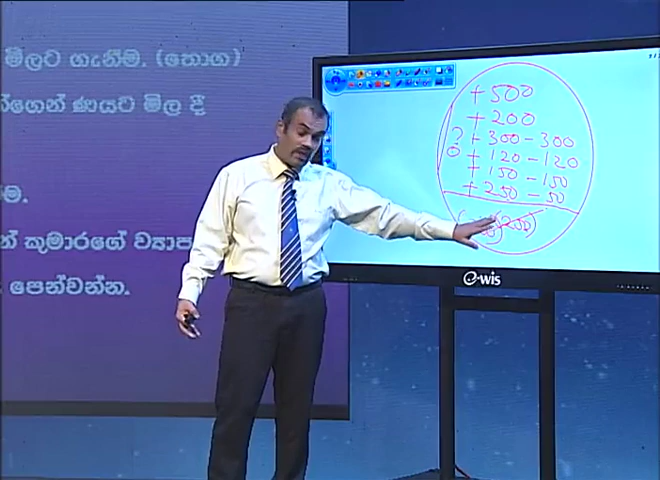 මිලට ගැනීම. (තොග)
ගෙන් ණයට මිල දී
ම.
න් කුමාරගේ ව්‍යාප
පෙන්වන්න.
+ 500
+ 200
? + 300 - 300
+ 120 - 120
+ 150 - 150
+ 250 - 50
e-wis